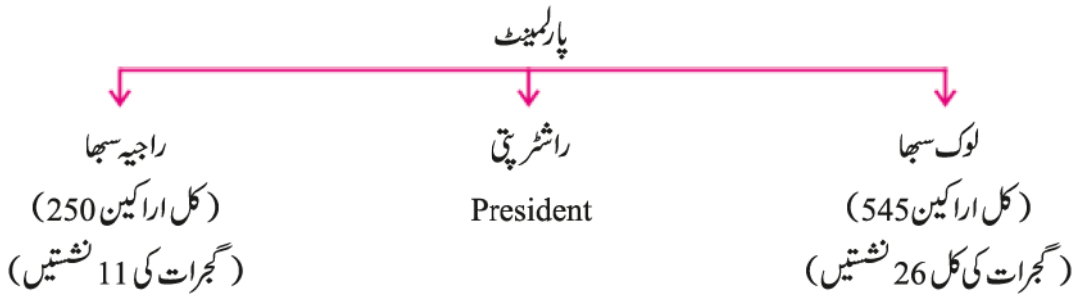 پارلمینٹ
لوک سبھا
راشٹرپتی
راجیہ سبھا
(کل اراکین 545)
President
(کل اراکین 250)
(گجرات کی کل 26 نشستیں)
(گجرات کی 11 نشستیں)